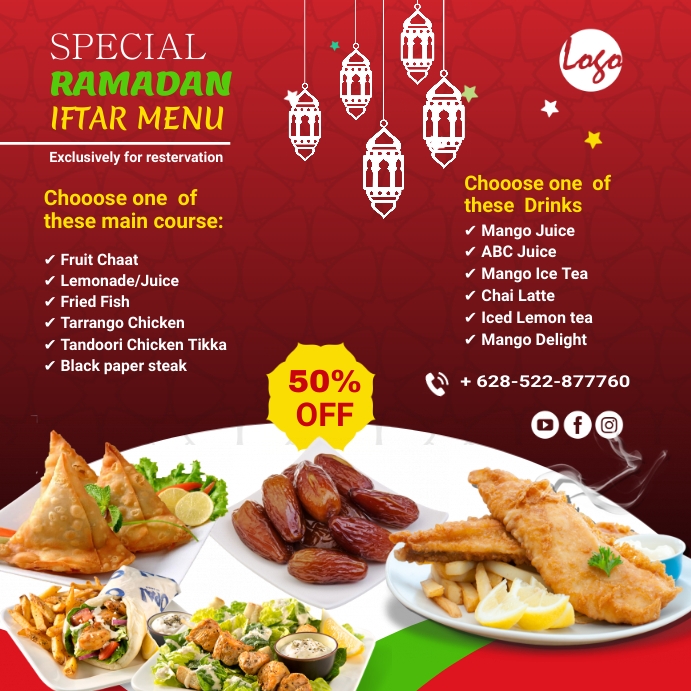 SPECIAL
RAMADAN
IFTAR MENU
Exclusively for restervation
Logo
Chooose one of
these main course:
✔ Fruit Chaat
✔ Lemonade/Juice
✔ Fried Fish
✔ Tarrango Chicken
✔ Tandoori Chicken Tikka
✔ Black paper steak
Chooose one of
these Drinks
✔ Mango Juice
✔ ABC Juice
✔ Mango Ice Tea
✔ Chai Latte
✔ Iced Lemon tea
✔ Mango Delight
+ 628-522-877760
50%
OFF